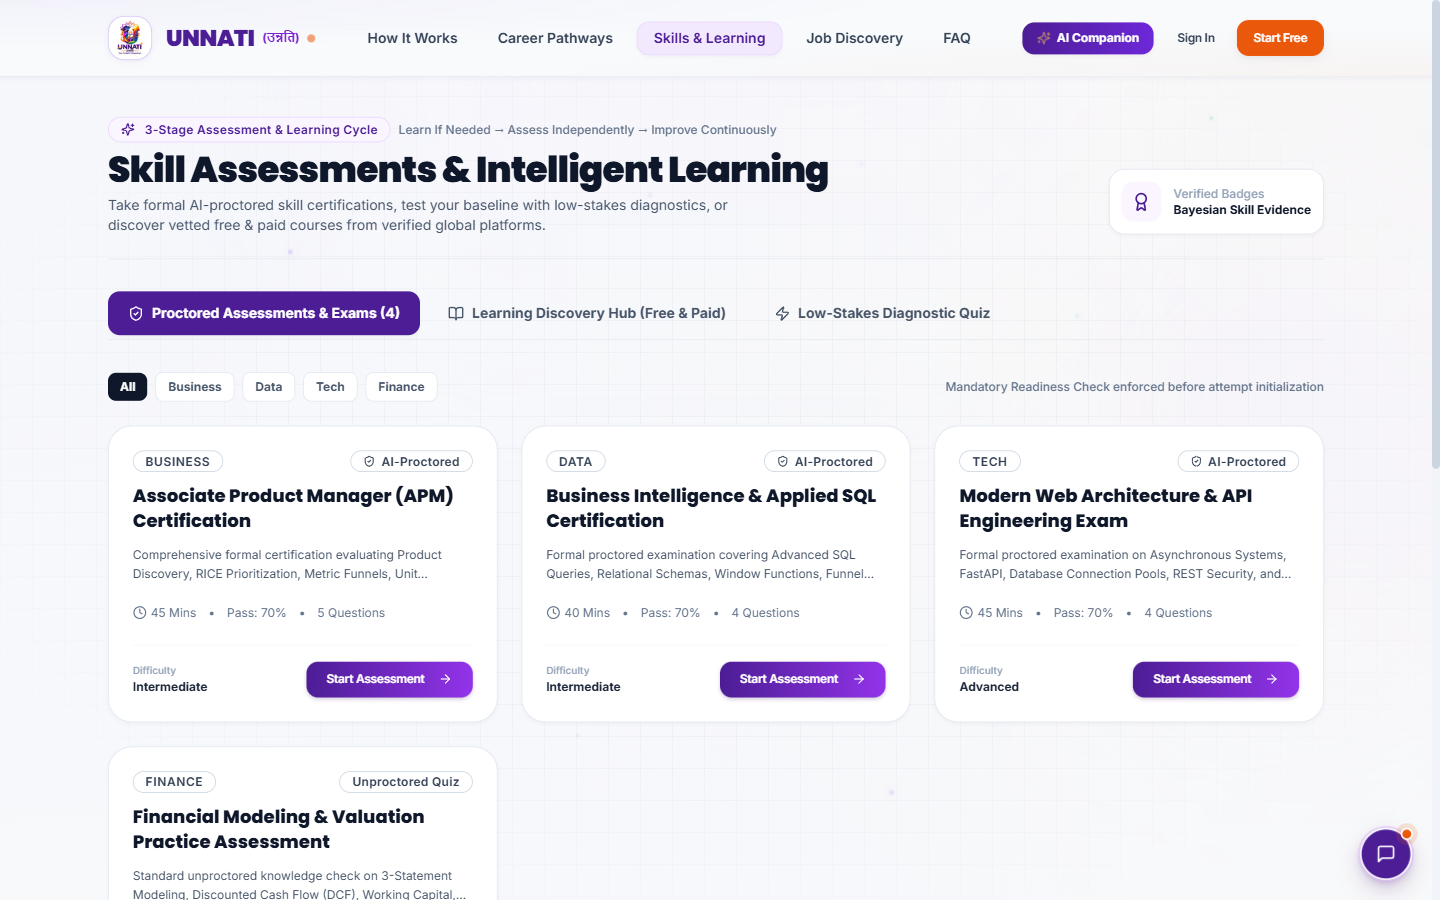 UNNATI
UNNATI (उन्नति)
How It Works
Career Pathways
Skills & Learning
Job Discovery
FAQ
AI Companion
Sign In
Start Free
3-Stage Assessment & Learning Cycle
Learn If Needed → Assess Independently → Improve Continuously
Skill Assessments & Intelligent Learning
Take formal AI-proctored skill certifications, test your baseline with low-stakes diagnostics, or
discover vetted free & paid courses from verified global platforms.
Verified Badges
Bayesian Skill Evidence
Proctored Assessments & Exams (4)
Learning Discovery Hub (Free & Paid)
Low-Stakes Diagnostic Quiz
All
Business
Data
Tech
Finance
Mandatory Readiness Check enforced before attempt initialization
BUSINESS
AI-Proctored
Associate Product Manager (APM)
Certification
Comprehensive formal certification evaluating Product
Discovery, RICE Prioritization, Metric Funnels, Unit...
45 Mins • Pass: 70% • 5 Questions
Difficulty
Intermediate
Start Assessment →
DATA
AI-Proctored
Business Intelligence & Applied SQL
Certification
Formal proctored examination covering Advanced SQL
Queries, Relational Schemas, Window Functions, Funnel...
40 Mins • Pass: 70% • 4 Questions
Difficulty
Intermediate
Start Assessment →
TECH
AI-Proctored
Modern Web Architecture & API
Engineering Exam
Formal proctored examination on Asynchronous Systems,
FastAPI, Database Connection Pools, REST Security, and...
45 Mins • Pass: 70% • 4 Questions
Difficulty
Advanced
Start Assessment →
FINANCE
Unproctored Quiz
Financial Modeling & Valuation
Practice Assessment
Standard unproctored knowledge check on 3-Statement
Modeling, Discounted Cash Flow (DCF), Working Capital,...